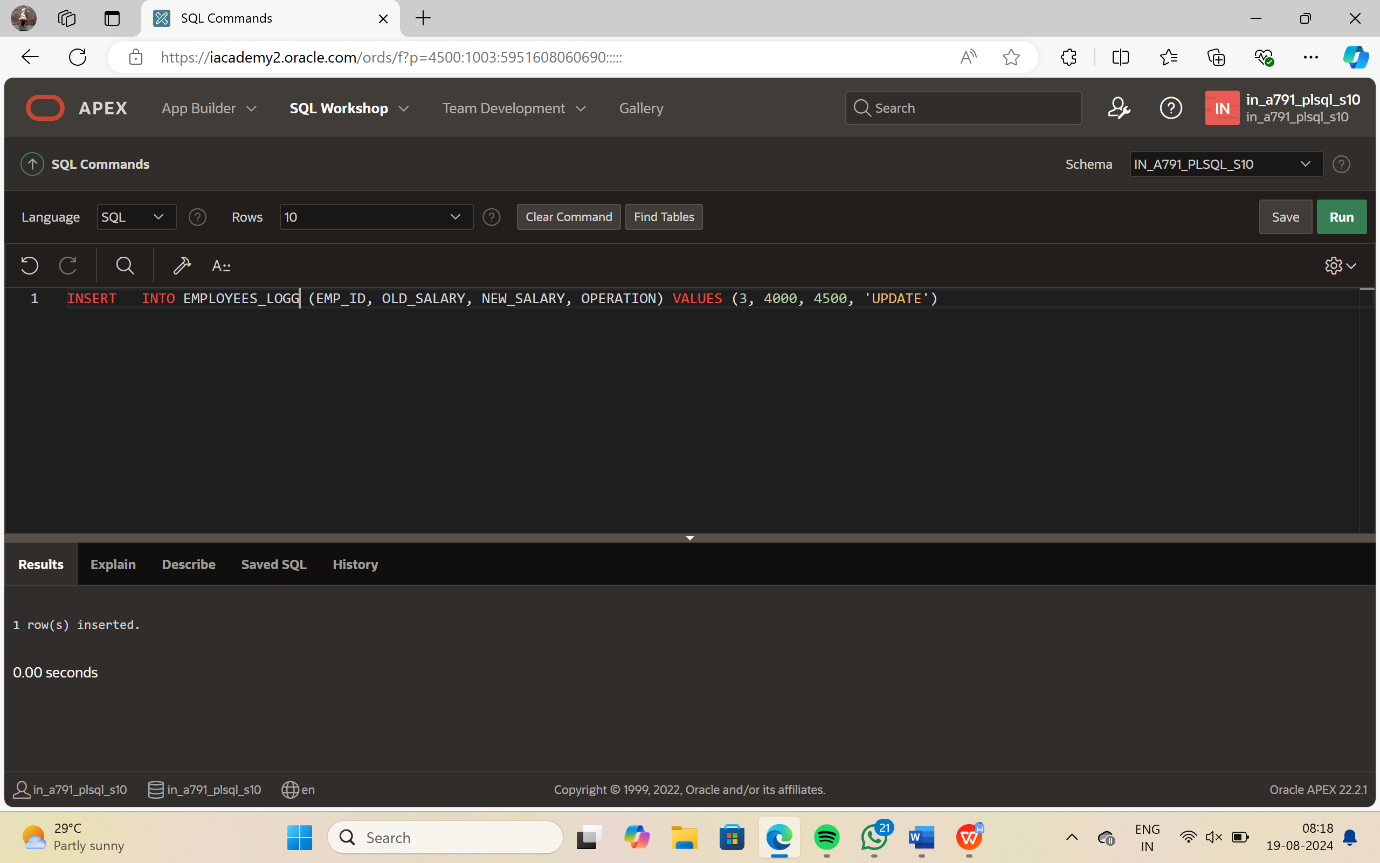 SQL Commands
https://iacademy2.oracle.com/ords/f?p=4500:1003:5951608060690:::::
APEX App Builder SQL Workshop Team Development Gallery Search IN in_a791_plsql_s10
in_a791_plsql_s10
SQL Commands Schema IN_A791_PLSQL_S10
Language SQL Rows 10 Clear Command Find Tables Save Run
1 INSERT   INTO EMPLOYEES_LOGG (EMP_ID, OLD_SALARY, NEW_SALARY, OPERATION) VALUES (3, 4000, 4500, 'UPDATE')
Results Explain Describe Saved SQL History
1 row(s) inserted.
0.00 seconds
in_a791_plsql_s10 in_a791_plsql_s10 en Copyright © 1999, 2022, Oracle and/or its affiliates. Oracle APEX 22.2.1
29°C
Partly sunny
Search
21
ENG
IN
08:18
19-08-2024